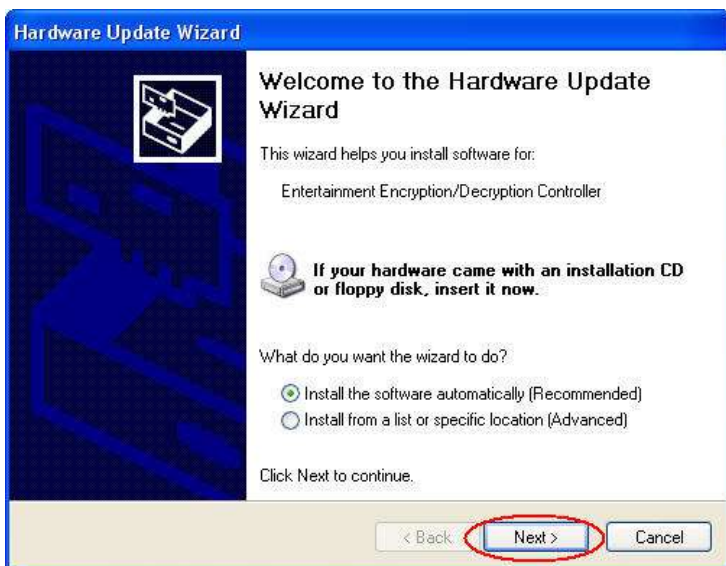 Hardware Update Wizard
Welcome to the Hardware Update
Wizard
This wizard helps you install software for:
Entertainment Encryption/Decryption Controller
If your hardware came with an installation CD
or floppy disk, insert it now.
What do you want the wizard to do?
Install the software automatically (Recommended)
Install from a list or specific location (Advanced)
Click Next to continue.
< Back
Next >
Cancel